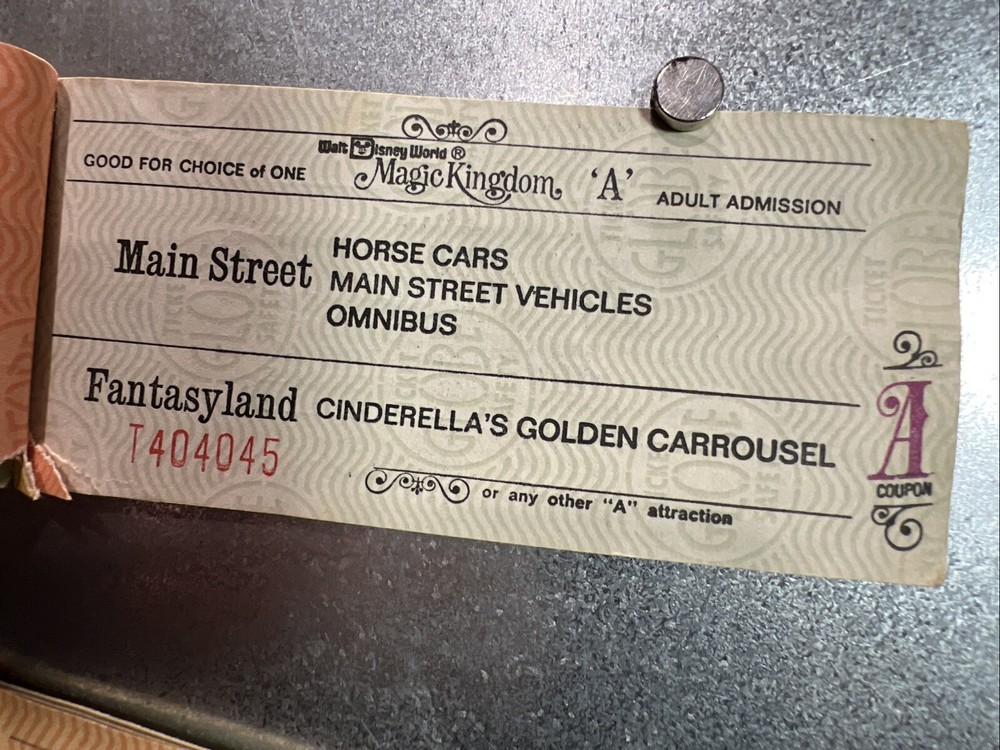 Walt Disney World ®
GOOD FOR CHOICE of ONE Magic Kingdom 'A' ADULT ADMISSION
Main Street HORSE CARS
MAIN STREET VEHICLES
OMNIBUS
Fantasyland CINDERELLA'S GOLDEN CARROUSEL
T404045
or any other "A" attraction
A
COUPON